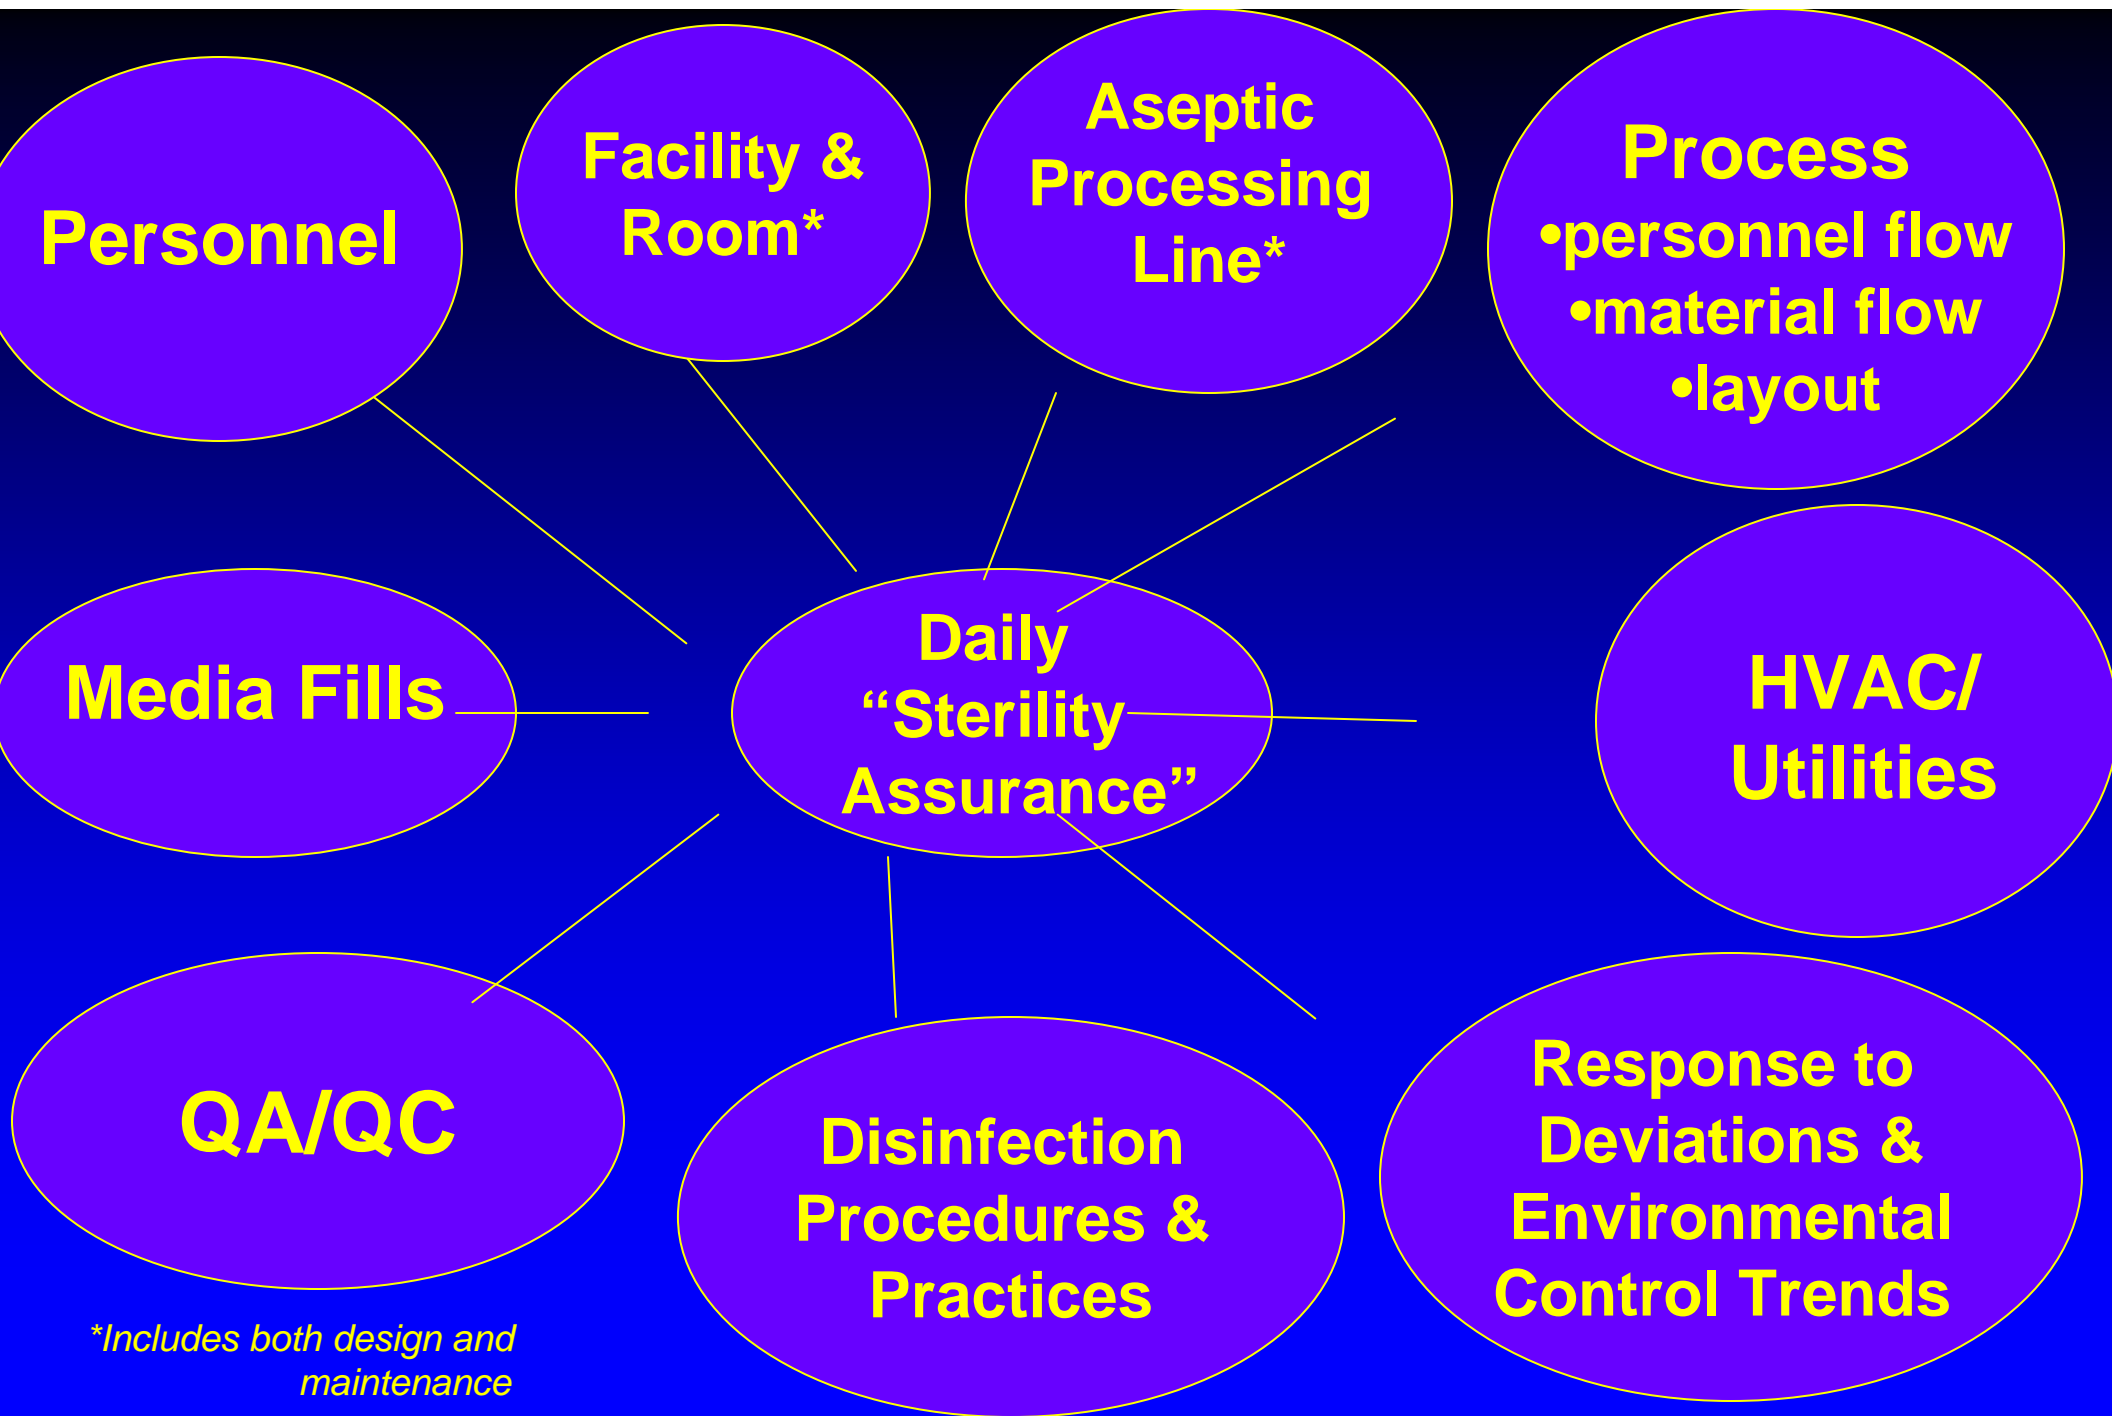 Personnel
Facility &
Room*
Aseptic
Processing
Line*
Process
•personnel flow
•material flow
•layout
Media Fills
Daily
“Sterility
Assurance”
HVAC/
Utilities
QA/QC
Disinfection
Procedures &
Practices
Response to
Deviations &
Environmental
Control Trends
*Includes both design and
maintenance